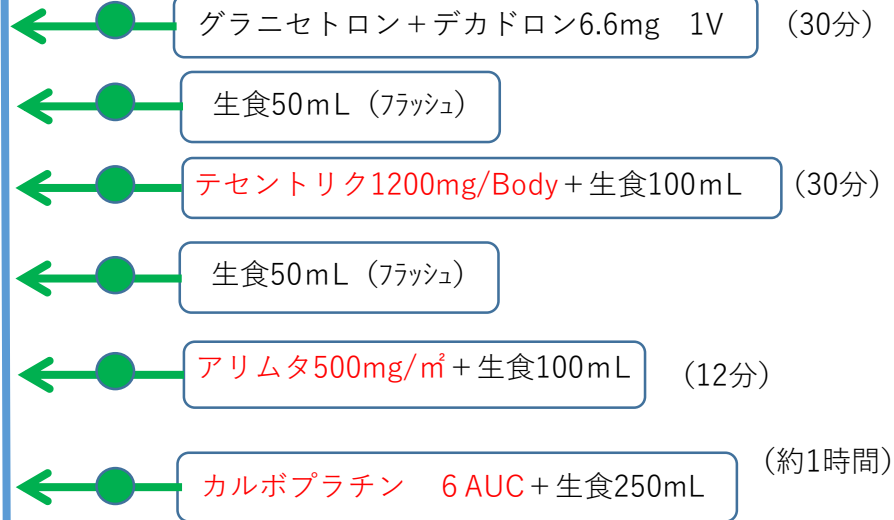 グラニセトロン＋デカドロン6.6mg　1V　（30分）
生食50ｍL（ﾌﾗｯｼｭ）
テセントリク1200mg/Body＋生食100ｍL　（30分）
生食50ｍL（ﾌﾗｯｼｭ）
アリムタ500mg/㎡＋生食100ｍL　（12分）
（約1時間）
カルボプラチン　６AUC＋生食250mL